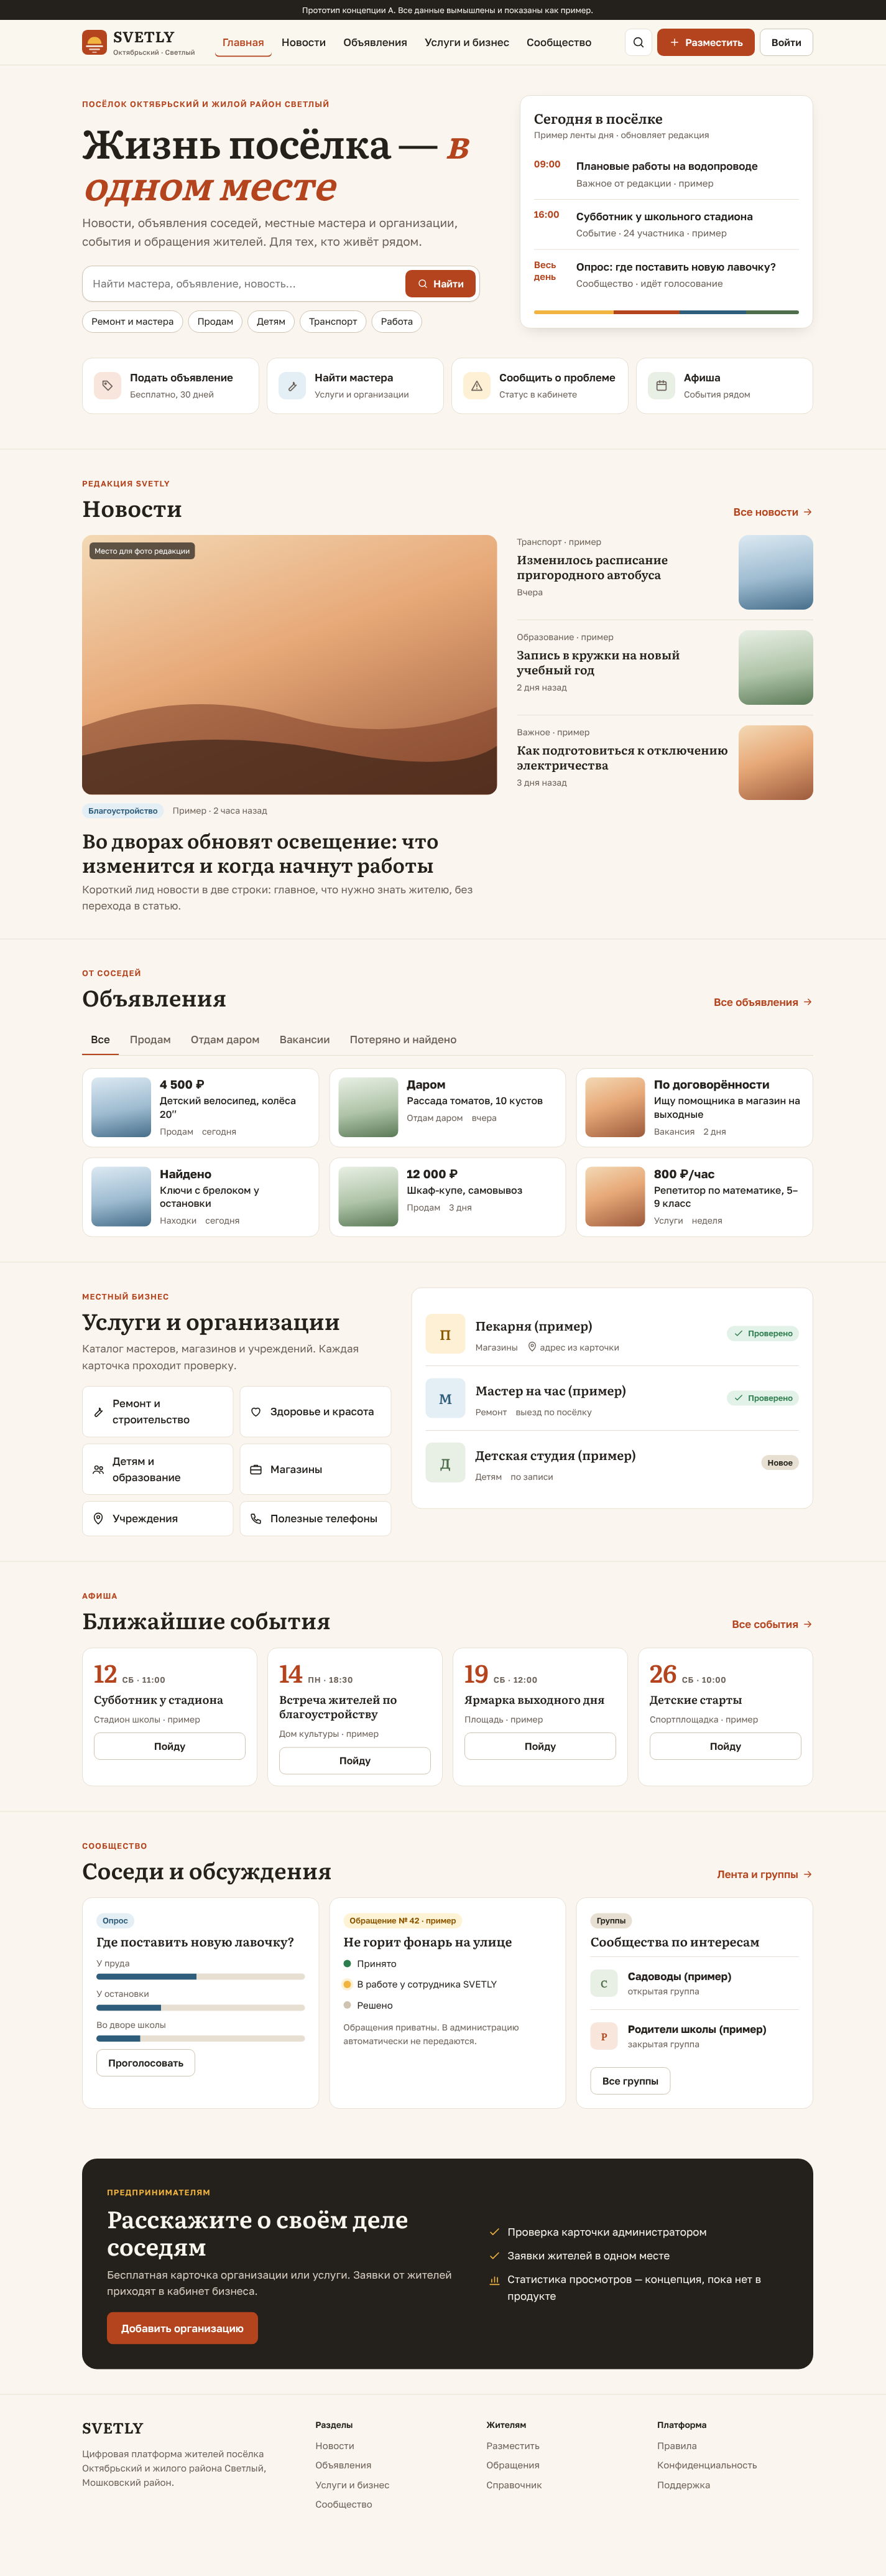 Прототип концепции A. Все данные вымышлены и показаны как пример.
SVETLY
Октябрьский · Светлый
Главная
Новости
Объявления
Услуги и бизнес
Сообщество
Разместить
Войти
ПОСЁЛОК ОКТЯБРЬСКИЙ И ЖИЛОЙ РАЙОН СВЕТЛЫЙ
Жизнь посёлка — в
одном месте
Новости, объявления соседей, местные мастера и организации,
события и обращения жителей. Для тех, кто живёт рядом.
Найти мастера, объявление, новость…
Найти
Ремонт и мастера
Продам
Детям
Транспорт
Работа
Сегодня в посёлке
Пример ленты дня · обновляет редакция
09:00
Плановые работы на водопроводе
Важное от редакции · пример
16:00
Субботник у школьного стадиона
Событие · 24 участника · пример
Весь
день
Опрос: где поставить новую лавочку?
Сообщество · идёт голосование
Подать объявление
Бесплатно, 30 дней
Найти мастера
Услуги и организации
Сообщить о проблеме
Статус в кабинете
Афиша
События рядом
РЕДАКЦИЯ SVETLY
Новости
Все новости →
Место для фото редакции
Благоустройство
Пример · 2 часа назад
Во дворах обновят освещение: что
изменится и когда начнут работы
Короткий лид новости в две строки: главное, что нужно знать жителю, без
перехода в статью.
Транспорт · пример
Изменилось расписание
пригородного автобуса
Вчера
Образование · пример
Запись в кружки на новый
учебный год
2 дня назад
Важное · пример
Как подготовиться к отключению
электричества
3 дня назад
ОТ СОСЕДЕЙ
Объявления
Все объявления →
Все
Продам
Отдам даром
Вакансии
Потеряно и найдено
4 500 ₽
Детский велосипед, колёса
20″
Продам сегодня
Даром
Рассада томатов, 10 кустов
Отдам даром вчера
По договорённости
Ищу помощника в магазин на
выходные
Вакансия 2 дня
Найдено
Ключи с брелоком у
остановки
Находки сегодня
12 000 ₽
Шкаф-купе, самовывоз
Продам 3 дня
800 ₽/час
Репетитор по математике, 5–
9 класс
Услуги неделя
МЕСТНЫЙ БИЗНЕС
Услуги и организации
Каталог мастеров, магазинов и учреждений. Каждая
карточка проходит проверку.
Ремонт и
строительство
Здоровье и красота
Детям и
образование
Магазины
Учреждения
Полезные телефоны
П
Пекарня (пример)
Магазины адрес из карточки
Проверено
М
Мастер на час (пример)
Ремонт выезд по посёлку
Проверено
Д
Детская студия (пример)
Детям по записи
Новое
АФИША
Ближайшие события
Все события →
12 СБ · 11:00
Субботник у стадиона
Стадион школы · пример
Пойду
14 ПН · 18:30
Встреча жителей по
благоустройству
Дом культуры · пример
Пойду
19 СБ · 12:00
Ярмарка выходного дня
Площадь · пример
Пойду
26 СБ · 10:00
Детские старты
Спортплощадка · пример
Пойду
СООБЩЕСТВО
Соседи и обсуждения
Лента и группы →
Опрос
Где поставить новую лавочку?
У пруда
У остановки
Во дворе школы
Проголосовать
Обращение № 42 · пример
Не горит фонарь на улице
Принято
В работе у сотрудника SVETLY
Решено
Обращения приватны. В администрацию
автоматически не передаются.
Группы
Сообщества по интересам
С
Садоводы (пример)
открытая группа
Р
Родители школы (пример)
закрытая группа
Все группы
ПРЕДПРИНИМАТЕЛЯМ
Расскажите о своём деле
соседям
Бесплатная карточка организации или услуги. Заявки от жителей
приходят в кабинет бизнеса.
Добавить организацию
Проверка карточки администратором
Заявки жителей в одном месте
Статистика просмотров — концепция, пока нет в
продукте
SVETLY
Цифровая платформа жителей посёлка
Октябрьский и жилого района Светлый,
Мошковский район.
Разделы
Новости
Объявления
Услуги и бизнес
Сообщество
Жителям
Разместить
Обращения
Справочник
Платформа
Правила
Конфиденциальность
Поддержка